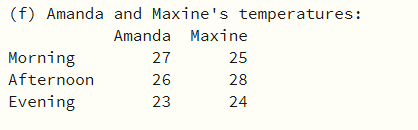 (f) Amanda and Maxine's temperatures:
Amanda Maxine
Morning 27 25
Afternoon 26 28
Evening 23 24